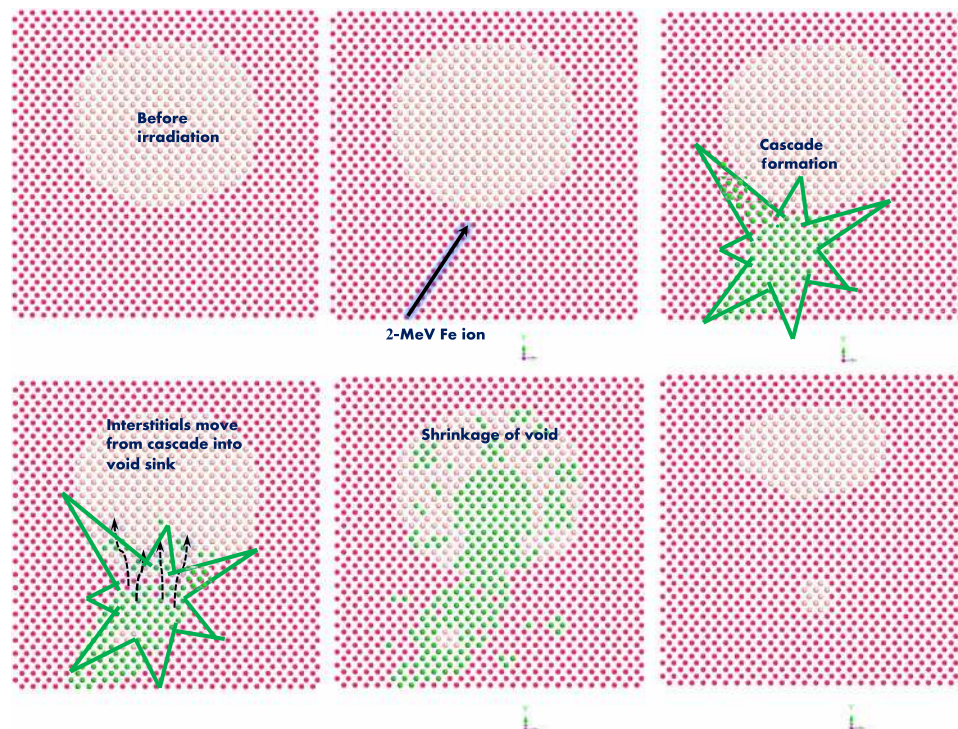 Before
irradiation
2-MeV Fe ion
Cascade
formation
Interstitials move
from cascade into
void sink
Shrinkage of void